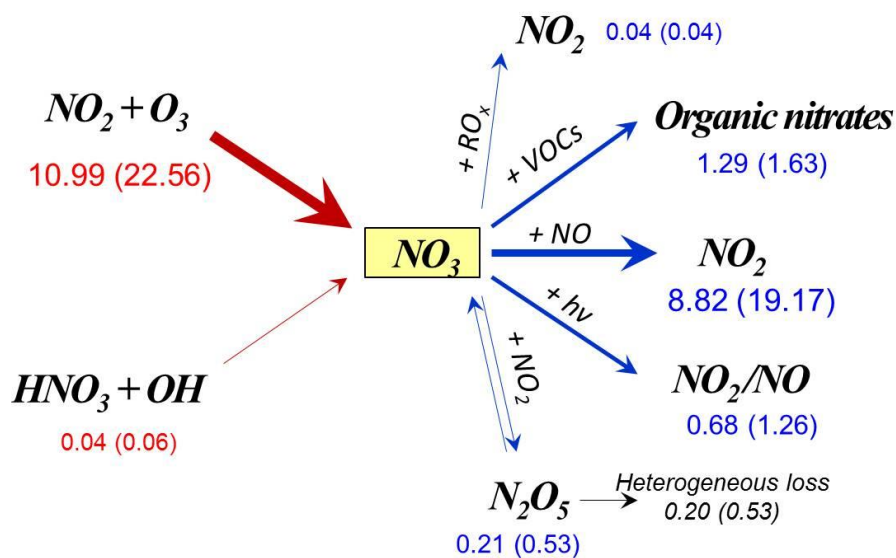 NO₂ 0.04 (0.04)
NO₂ + O₃
10.99 (22.56)
+ ROₓ
+ VOCs
Organic nitrates
1.29 (1.63)
NO₃
+ NO
NO₂
8.82 (19.17)
+ hν
+ NO₂
HNO₃ + OH
0.04 (0.06)
NO₂/NO
0.68 (1.26)
N₂O₅
0.21 (0.53)
Heterogeneous loss
0.20 (0.53)